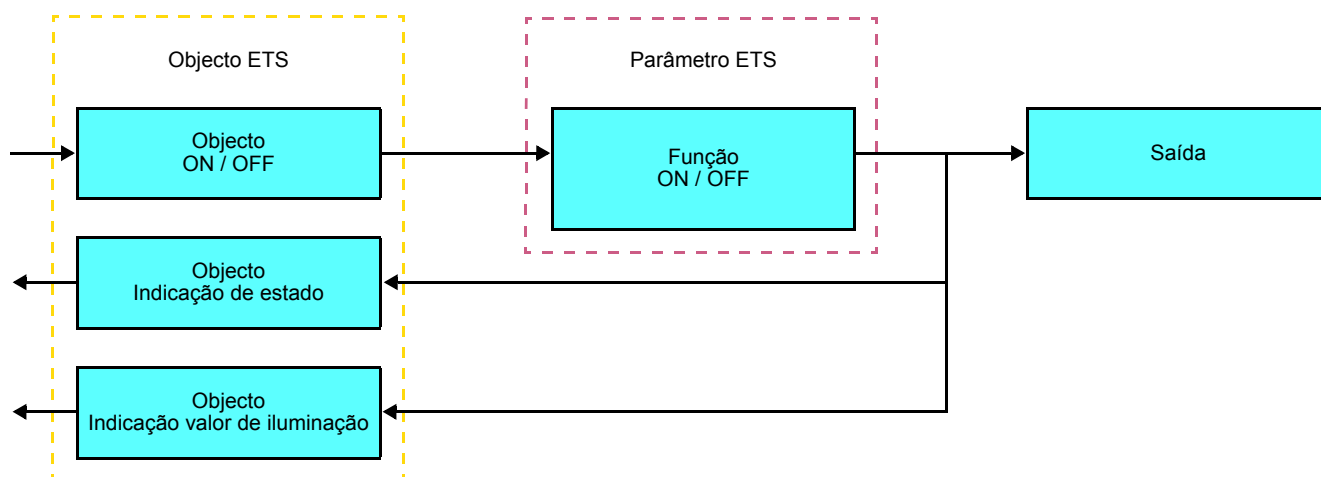 Objecto ETS
Parâmetro ETS
Objecto
ON / OFF
Função
ON / OFF
Saída
Objecto
Indicação de estado
Objecto
Indicação valor de iluminação